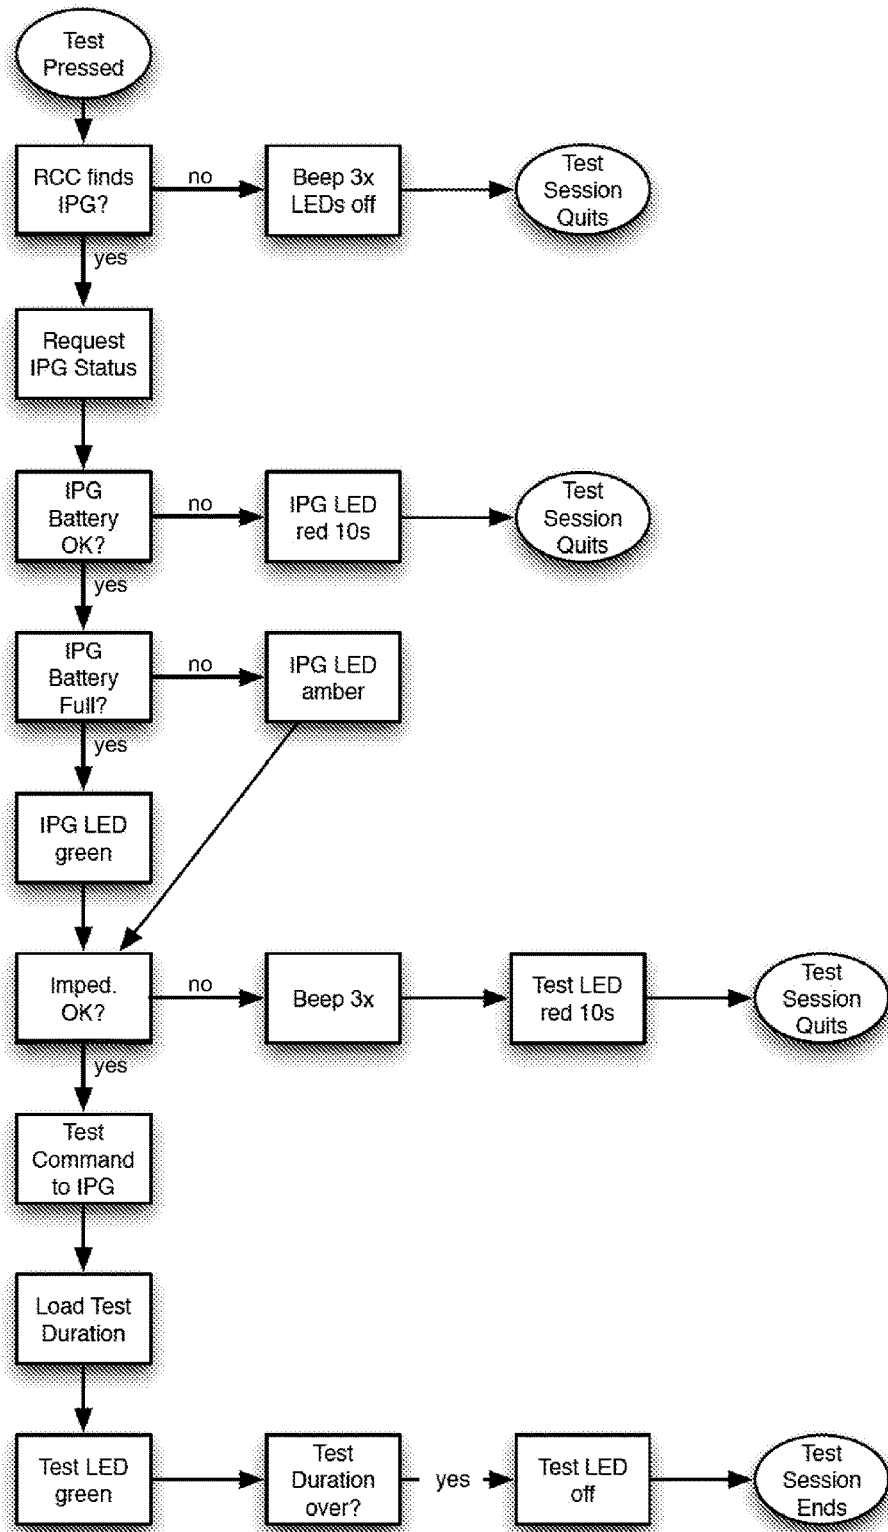 Test
Pressed
RCC finds
IPG?
no
Beep 3x
LEDs off
Test
Session
Quits
yes
Request
IPG Status
IPG
Battery
OK?
no
IPG LED
red 10s
Test
Session
Quits
yes
IPG
Battery
Full?
no
IPG LED
amber
yes
IPG LED
green
Imped.
OK?
no
Beep 3x
Test LED
red 10s
Test
Session
Quits
yes
Test
Command
to IPG
Load Test
Duration
Test LED
green
Test
Duration
over?
yes
Test LED
off
Test
Session
Ends